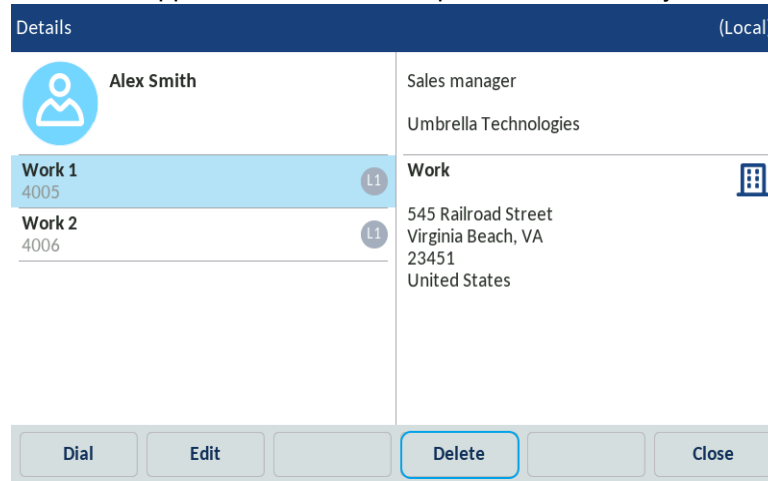 Details (Local)
Alex Smith
Work 1
4005
L1
Work 2
4006
L1
Sales manager
Umbrella Technologies
Work
545 Railroad Street
Virginia Beach, VA
23451
United States
Dial Edit Delete Close